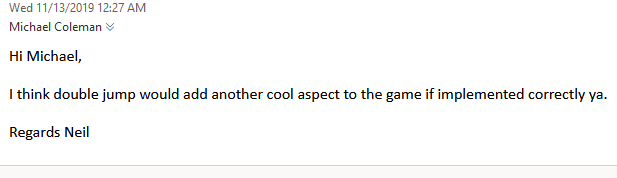 Wed 11/13/2019 12:27 AM
Michael Coleman
Hi Michael,
I think double jump would add another cool aspect to the game if implemented correctly ya.
Regards Neil